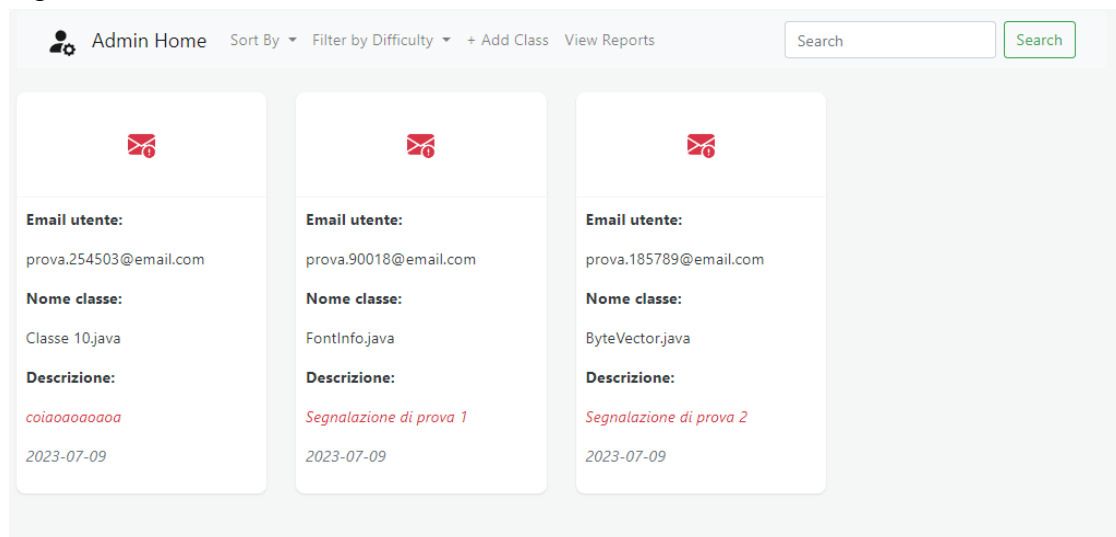 Admin Home Sort By Filter by Difficulty + Add Class View Reports Search Search
Email utente:
prova.254503@email.com
Nome classe:
Classe 10.java
Descrizione:
coiaoaoaoaoa
2023-07-09
Email utente:
prova.90018@email.com
Nome classe:
FontInfo.java
Descrizione:
Segnalazione di prova 1
2023-07-09
Email utente:
prova.185789@email.com
Nome classe:
ByteVector.java
Descrizione:
Segnalazione di prova 2
2023-07-09